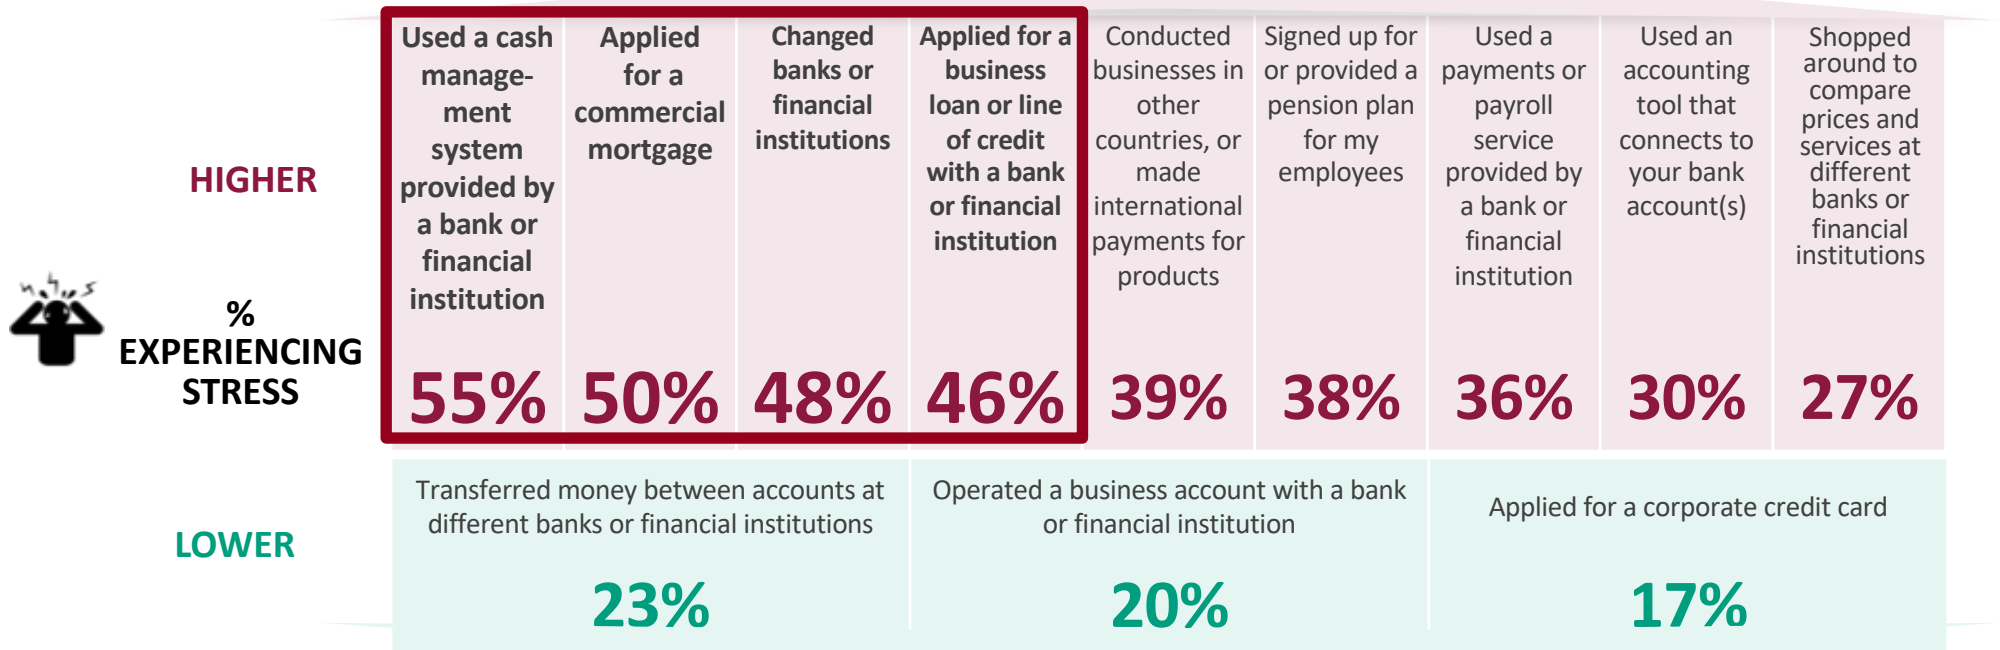 HIGHER
%
EXPERIENCING
STRESS
Used a cash
manage-
ment
system
provided by
a bank or
financial
institution
55%
Applied
for a
commercial
mortgage
50%
Changed
banks or
financial
institutions
48%
Applied for a
business
loan or line
of credit
with a bank
or financial
institution
46%
Conducted
businesses in
other
countries, or
made
international
payments for
products
39%
Signed up for
or provided a
pension plan
for my
employees
38%
Used a
payments or
payroll
service
provided by
a bank or
financial
institution
36%
Used an
accounting
tool that
connects to
your bank
account(s)
30%
Shopped
around to
compare
prices and
services at
different
banks or
financial
institutions
27%
LOWER
Transferred money between accounts at
different banks or financial institutions
23%
Operated a business account with a bank
or financial institution
20%
Applied for a corporate credit card
17%